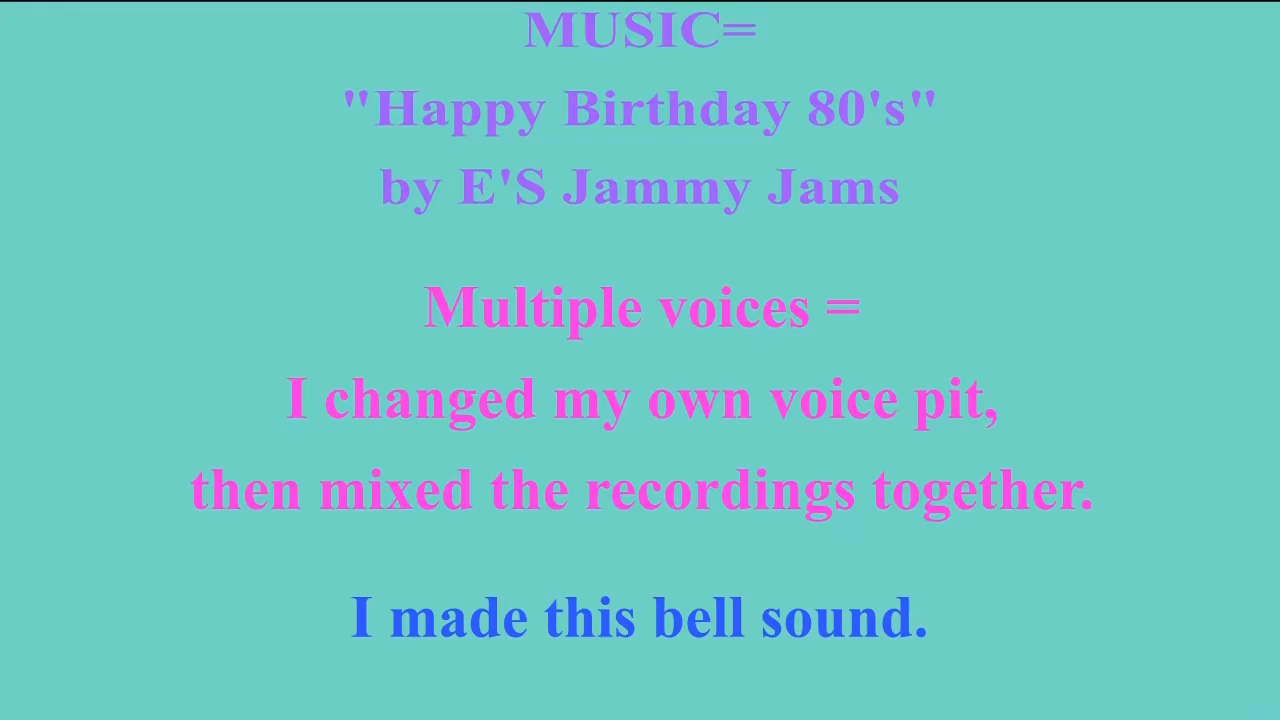 MUSIC=
"Happy Birthday 80's"
by E'S Jammy Jams
Multiple voices =
I changed my own voice pit,
then mixed the recordings together.
I made this bell sound.